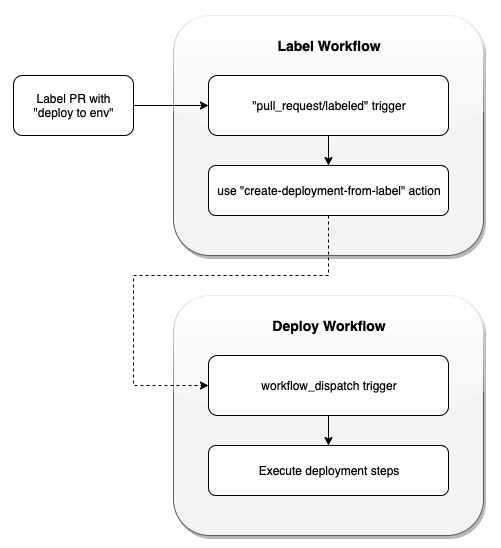 Label Workflow
Label PR with
"deploy to env"
"pull_request/labeled" trigger
use "create-deployment-from-label" action
Deploy Workflow
workflow_dispatch trigger
Execute deployment steps